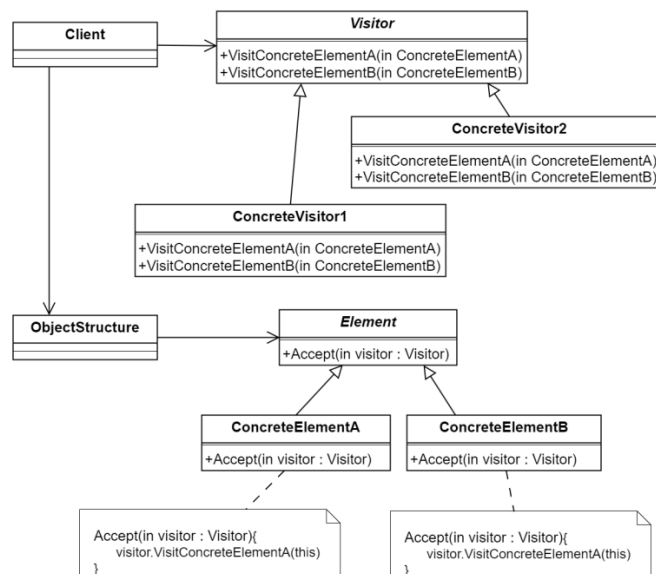 Client
Visitor
+VisitConcreteElementA(in ConcreteElementA)
+VisitConcreteElementB(in ConcreteElementB)
ConcreteVisitor2
+VisitConcreteElementA(in ConcreteElementA)
+VisitConcreteElementB(in ConcreteElementB)
ConcreteVisitor1
+VisitConcreteElementA(in ConcreteElementA)
+VisitConcreteElementB(in ConcreteElementB)
ObjectStructure
Element
+Accept(in visitor : Visitor)
ConcreteElementA
+Accept(in visitor : Visitor)
ConcreteElementB
+Accept(in visitor : Visitor)
Accept(in visitor : Visitor){
visitor.VisitConcreteElementA(this)
}
Accept(in visitor : Visitor){
visitor.VisitConcreteElementA(this)
}